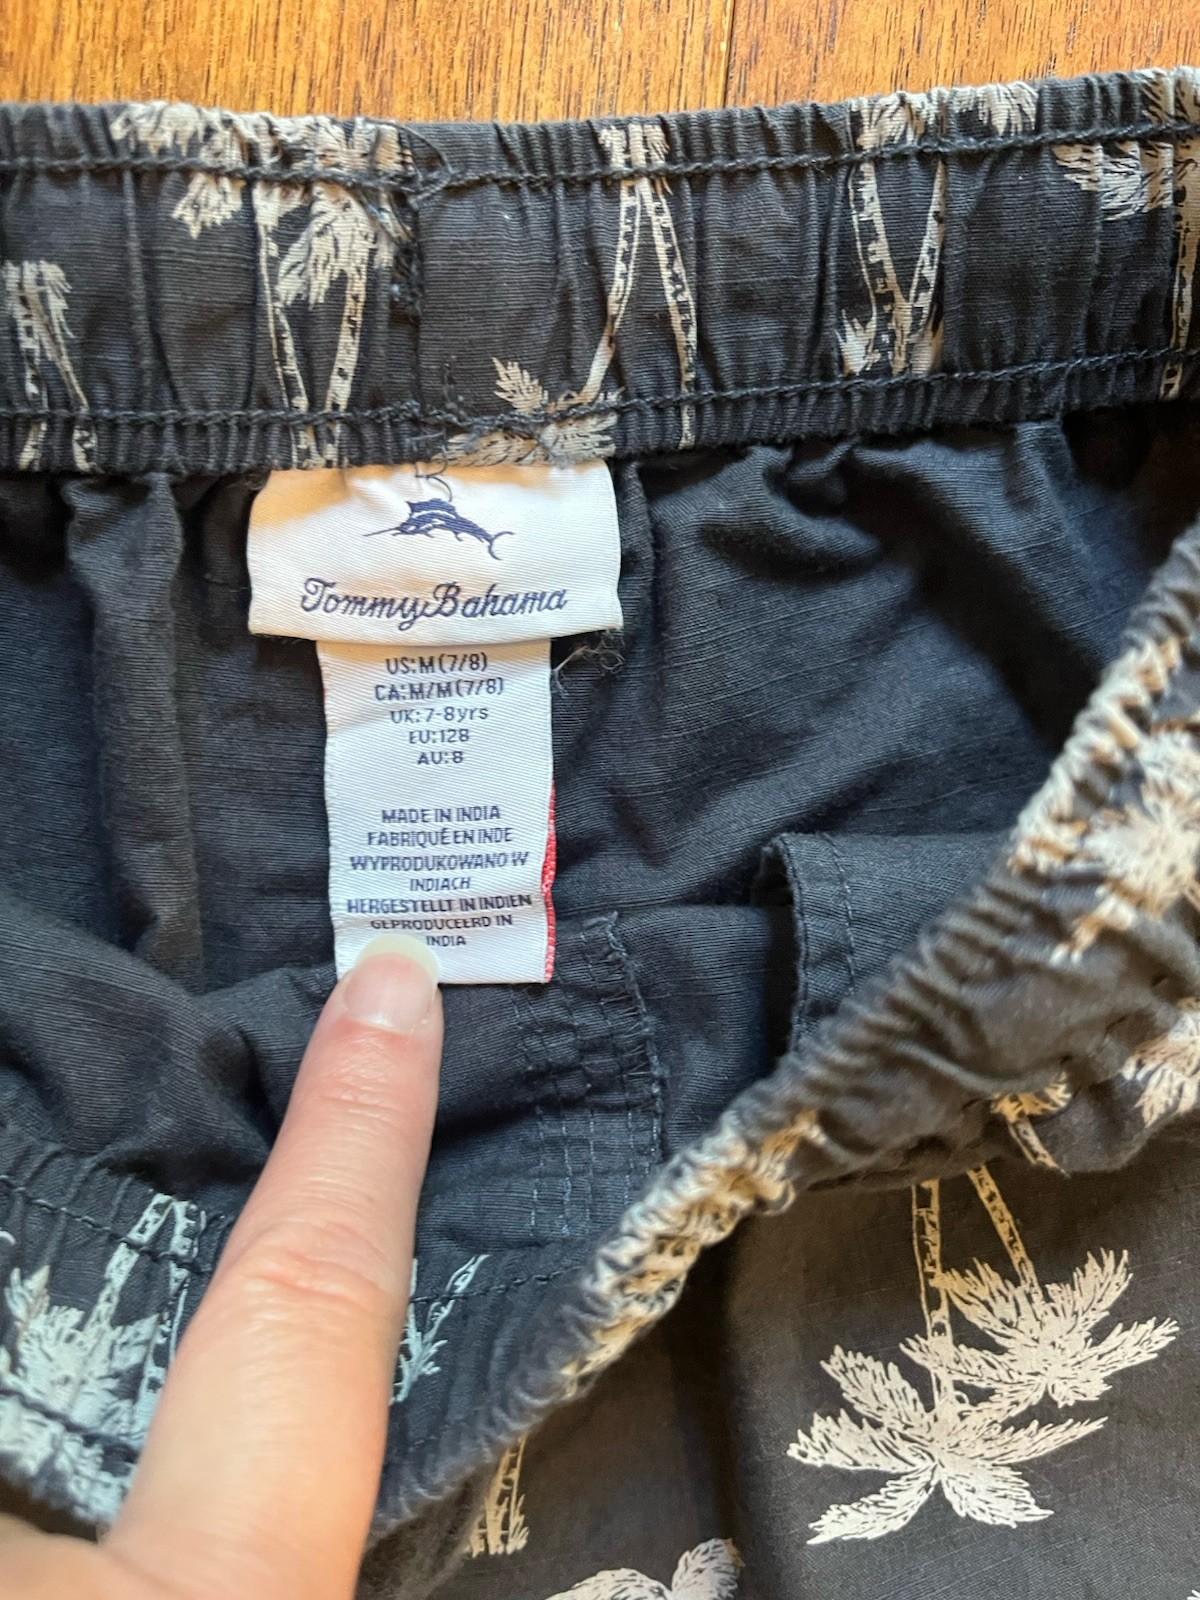 Tommy Bahama
US:M(7/8)
CA:M/M(7/8)
UK:7-8yrs
EU:128
AU:8
MADE IN INDIA
FABRIQUÉ EN INDE
WYPRODUKOWANO W
INDIACH
HERGESTELLT IN INDIEN
GEPRODUCEERD IN
INDIA